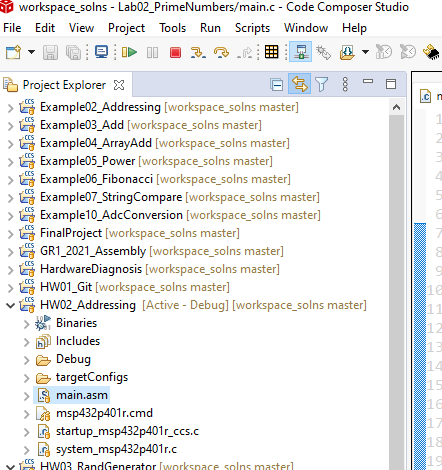 workspace_solns - Lab02_PrimeNumbers/main.c - Code Composer Studio
File Edit View Project Tools Run Scripts Window Help
Project Explorer
Example02_Addressing [workspace_solns master]
Example03_Add [workspace_solns master]
Example04_ArrayAdd [workspace_solns master]
Example05_Power [workspace_solns master]
Example06_Fibonacci [workspace_solns master]
Example07_StringCompare [workspace_solns master]
Example10_AdcConversion [workspace_solns master]
FinalProject [workspace_solns master]
GR1_2021_Assembly [workspace_solns master]
HardwareDiagnosis [workspace_solns master]
HW01_Git [workspace_solns master]
HW02_Addressing [Active - Debug] [workspace_solns master]
Binaries
Includes
Debug
targetConfigs
main.asm
msp432p401r.cmd
startup_msp432p401r_ccs.c
system_msp432p401r.c
HW03_RandGenerator [workspace_solns master]
1
2
3
4
5
6
7
8
9
10
11
12
13
14
15
16
17
18
19